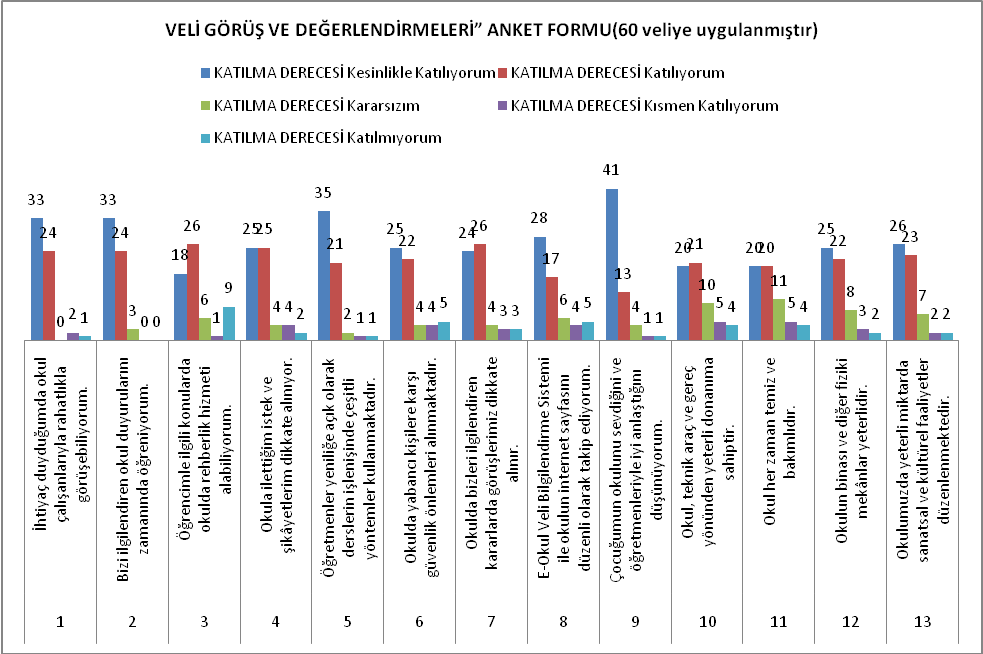 VELİ GÖRÜŞ VE DEĞERLENDİRMELERİ” ANKET FORMU(60 veliye uygulanmıştır)
KATILMA DERECESİ Kesinlikle Katılıyorum
KATILMA DERECESİ Katılıyorum
KATILMA DERECESİ Kararsızım
KATILMA DERECESİ Kısmen Katılıyorum
KATILMA DERECESİ Katılmıyorum
33 24 0 2 1
33 24 3 0 0
18 26 6 1 9
25 25 4 4 2
35 21 2 1 1
25 22 4 4 5
24 26 4 3 3
28 17 6 4 5
41 13 4 1 1
20 21 10 5 4
20 20 11 5 4
25 22 8 3 2
26 23 7 2 2
İhtiyaç duyduğumda okul
çalışanlarıyla rahatlıkla
görüşebiliyorum.
Bizi ilgilendiren okul duyurularını
zamanında öğreniyorum.
Öğrencimle ilgili konularda
okulda rehberlik hizmeti
alabiliyorum.
Okula ilettiğim istek ve
şikâyetlerim dikkate alınıyor.
Öğretmenler yeniliğe açık olarak
derslerin işlenişinde çeşitli
yöntemler kullanmaktadır.
Okulda yabancı kişilere karşı
güvenlik önlemleri alınmaktadır.
Okulda bizleri ilgilendiren
kararlarda görüşlerimiz dikkate
alınır.
E-Okul Veli Bilgilendirme Sistemi
ile okulun internet sayfasını
düzenli olarak takip ediyorum.
Çocuğumun okulunu sevdiğini ve
öğretmenleriyle iyi anlaştığını
düşünüyorum.
Okul, teknik araç ve gereç
yönünden yeterli donanıma
sahiptir.
Okul her zaman temiz ve
bakımlıdır.
Okulun binası ve diğer fiziki
mekânlar yeterlidir.
Okulumuzda yeterli miktarda
sanatsal ve kültürel faaliyetler
düzenlenmektedir.
1 2 3 4 5 6 7 8 9 10 11 12 13